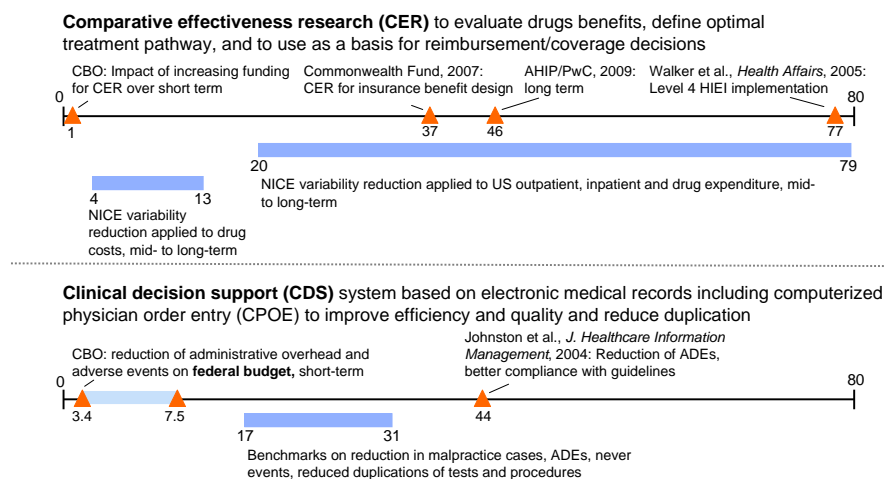 Comparative effectiveness research (CER) to evaluate drugs benefits, define optimal
treatment pathway, and to use as a basis for reimbursement/coverage decisions
CBO: Impact of increasing funding
for CER over short term
Commonwealth Fund, 2007:
CER for insurance benefit design
AHIP/PwC, 2009:
long term
Walker et al., Health Affairs, 2005:
Level 4 HIEI implementation
0
80
1
37
46
77
20
79
NICE variability reduction applied to US outpatient, inpatient and drug expenditure, mid-
to long-term
4
13
NICE variability
reduction applied to drug
costs, mid- to long-term
Clinical decision support (CDS) system based on electronic medical records including computerized
physician order entry (CPOE) to improve efficiency and quality and reduce duplication
CBO: reduction of administrative overhead and
adverse events on federal budget, short-term
Johnston et al., J. Healthcare Information
Management, 2004: Reduction of ADEs,
better compliance with guidelines
0
80
3.4
7.5
44
17
31
Benchmarks on reduction in malpractice cases, ADEs, never
events, reduced duplications of tests and procedures